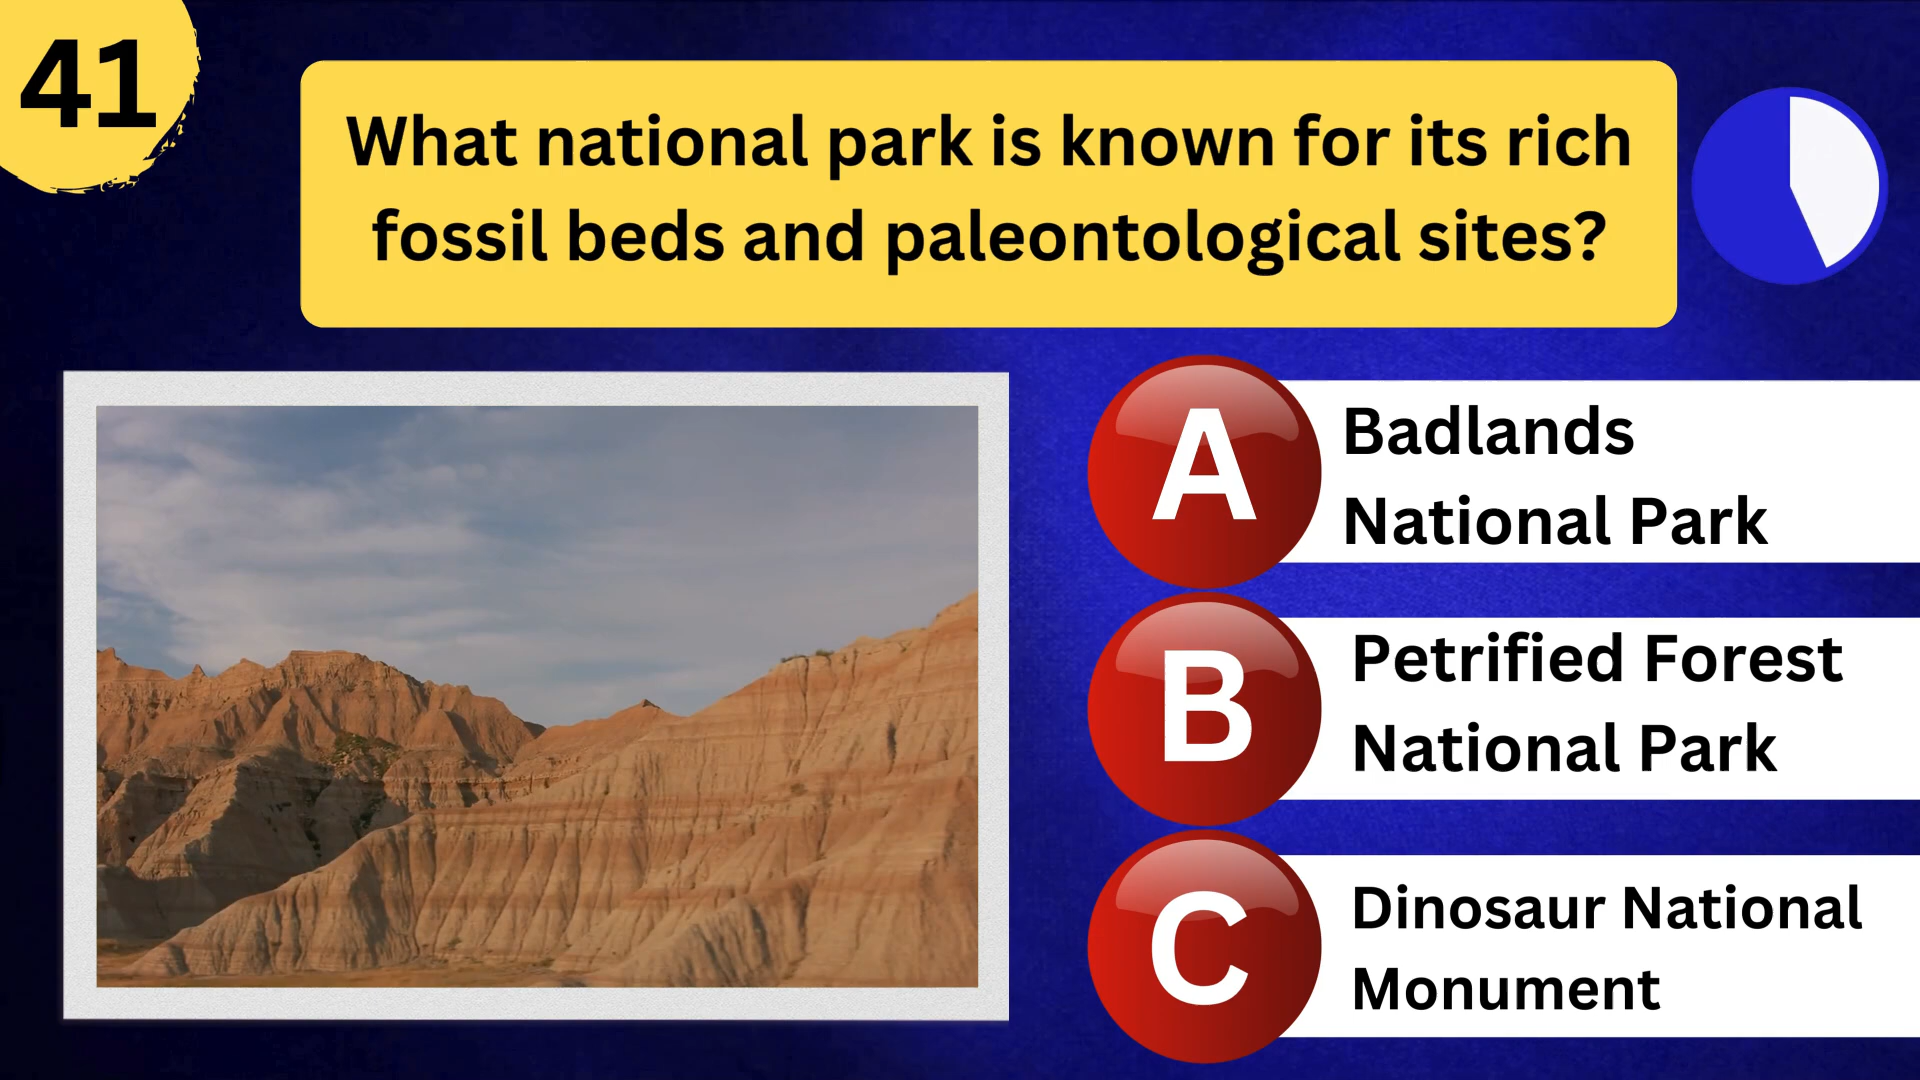 41
What national park is known for its rich
fossil beds and paleontological sites?
A
Badlands
National Park
B
Petrified Forest
National Park
C
Dinosaur National
Monument